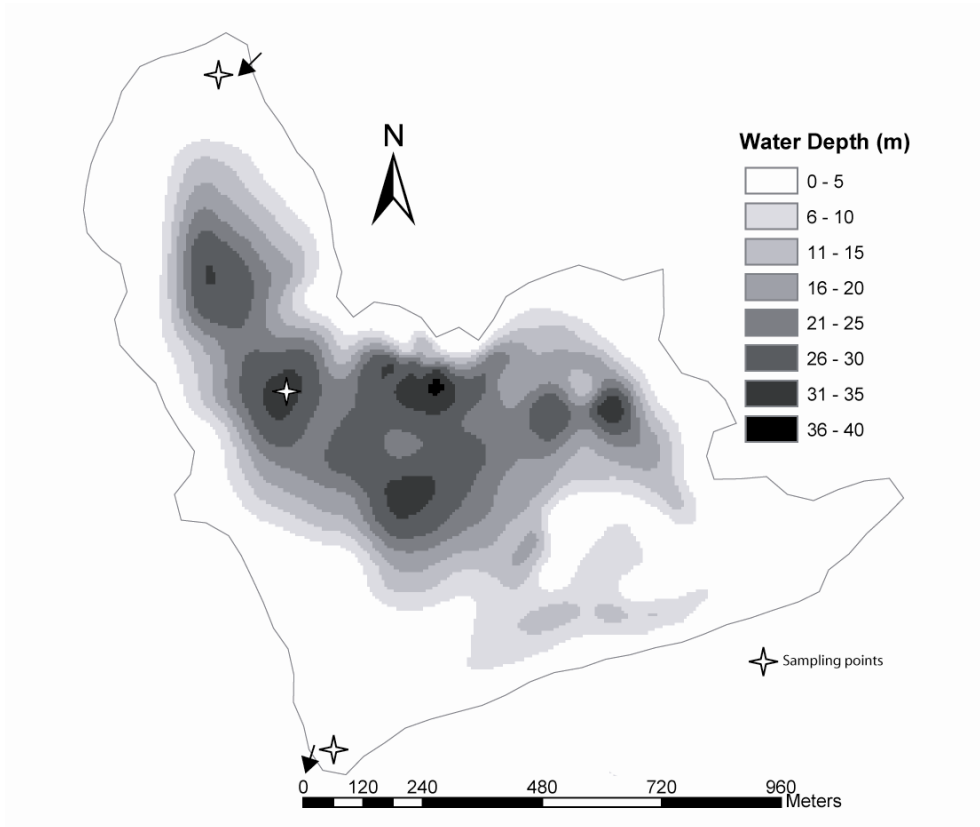 N
Water Depth (m)
0 - 5
6 - 10
11 - 15
16 - 20
21 - 25
26 - 30
31 - 35
36 - 40
Sampling points
0 120 240 480 720 960
Meters